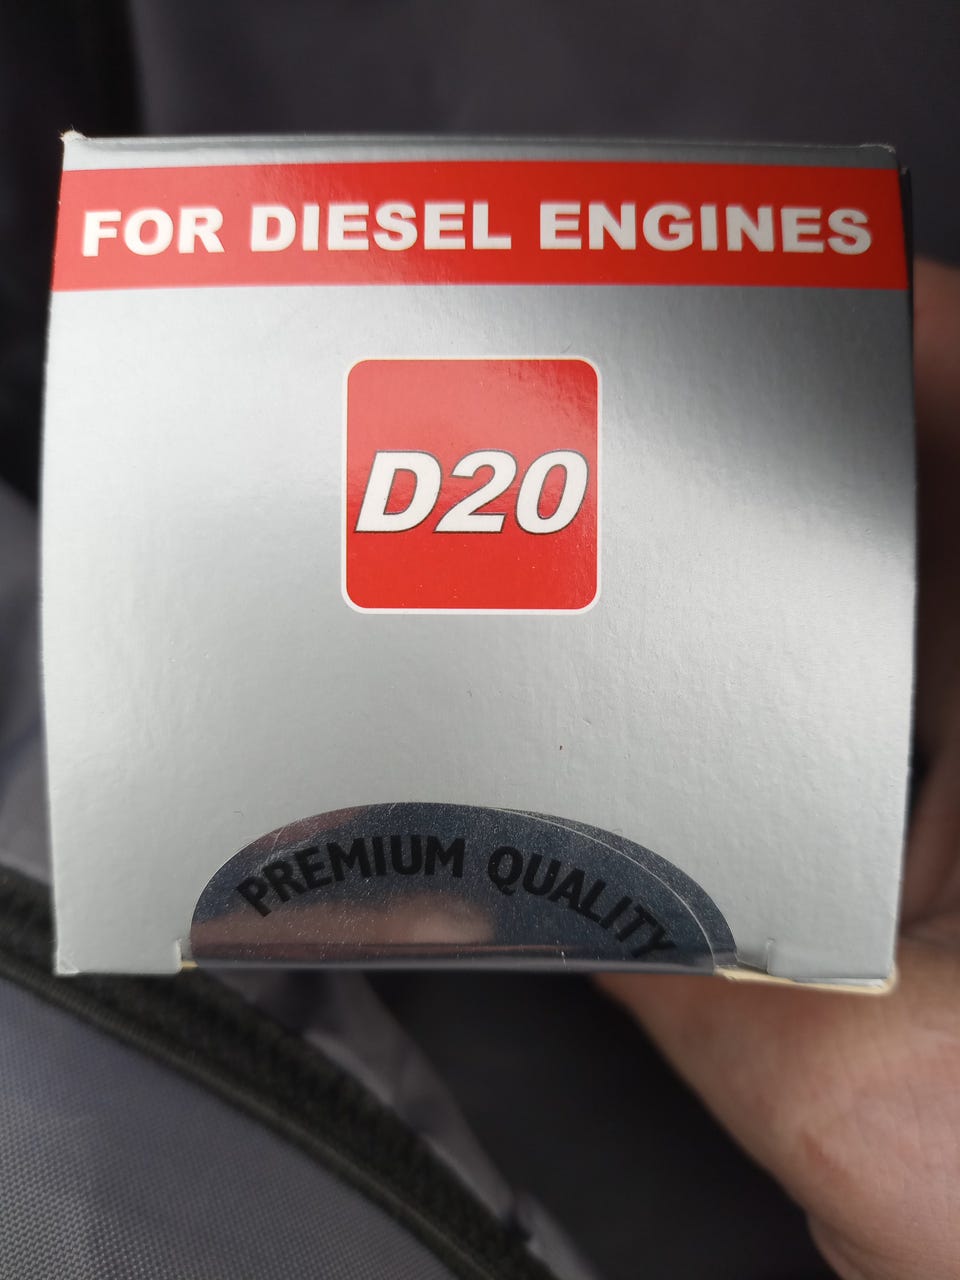 FOR DIESEL ENGINES
D20
PREMIUM QUALITY